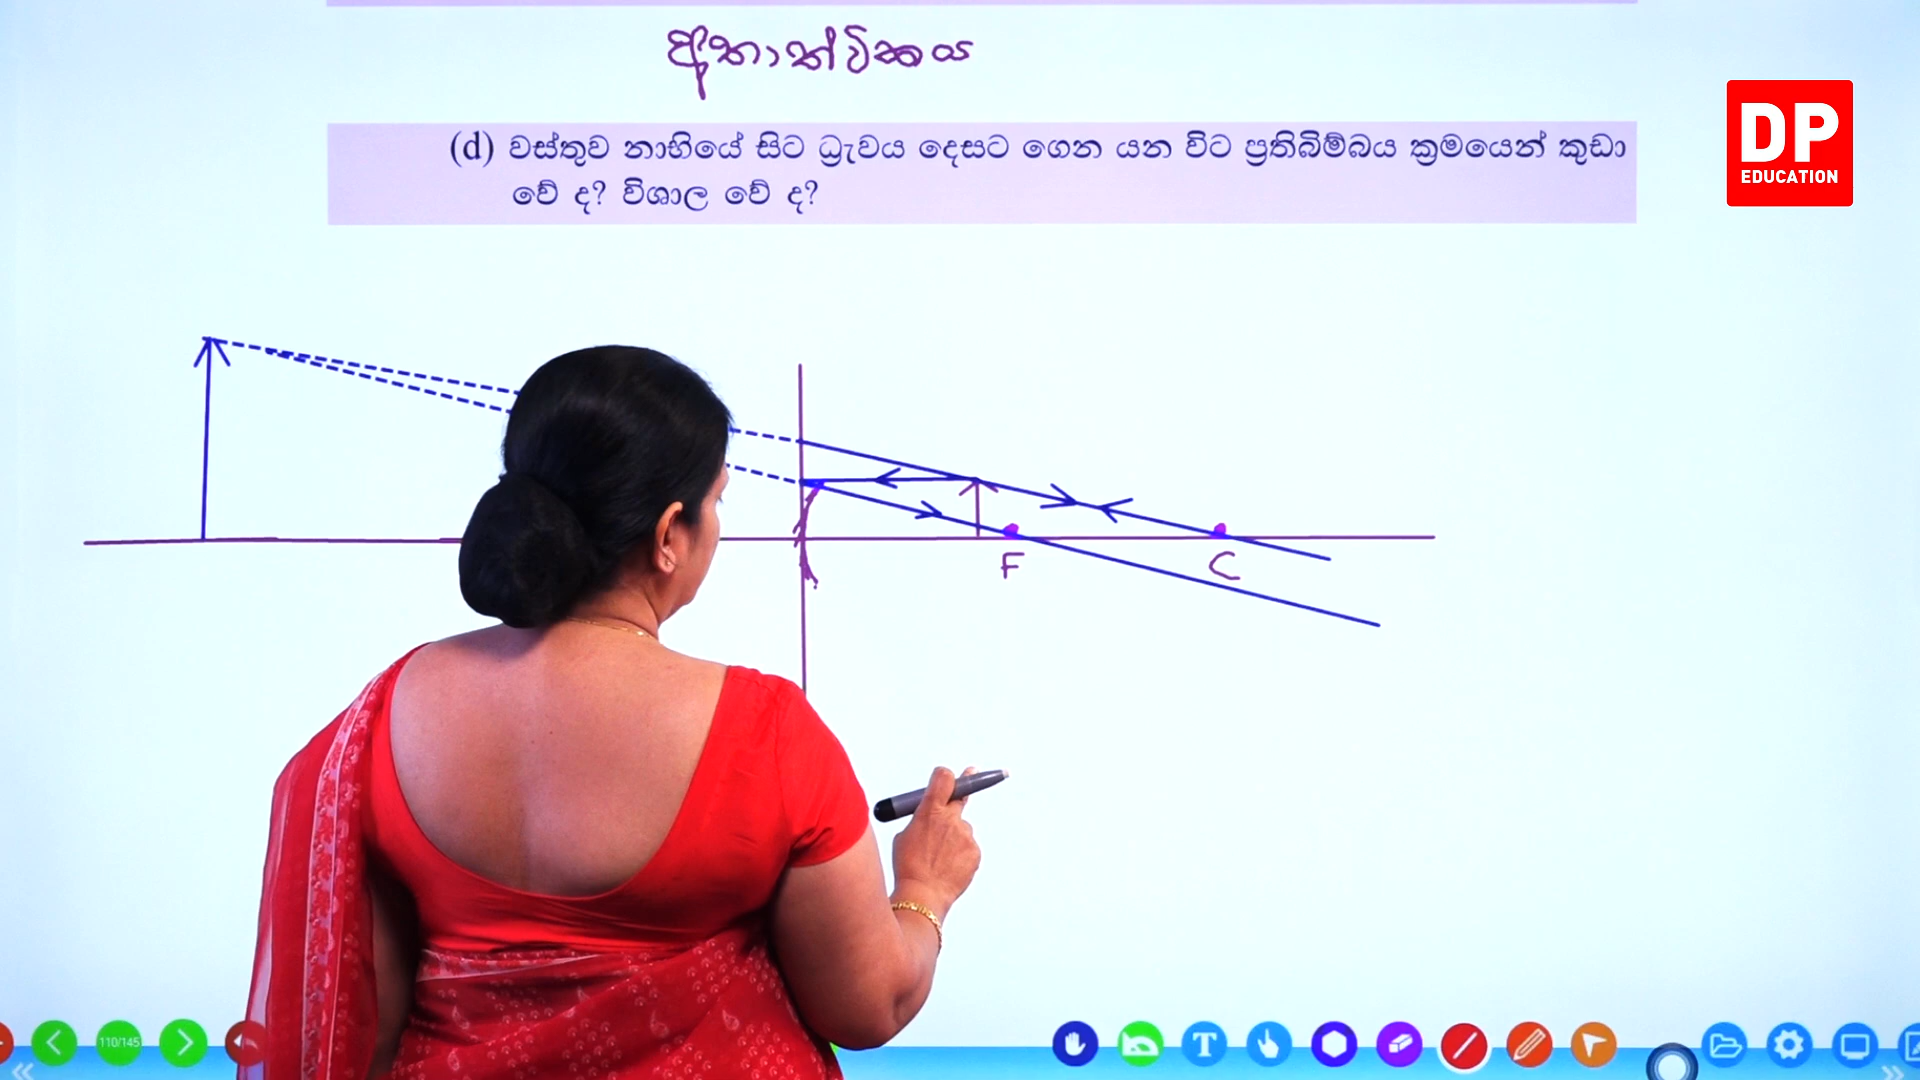 අතාත්වික​ය
(d) වස්තුව නාභියේ සිට ධ්‍රැවය දෙසට ගෙන යන විට ප්‍රතිබිම්බය ක්‍රමයෙන් කුඩා
වේ ද? විශාල වේ ද?
DP
EDUCATION
F
C
110/145
T